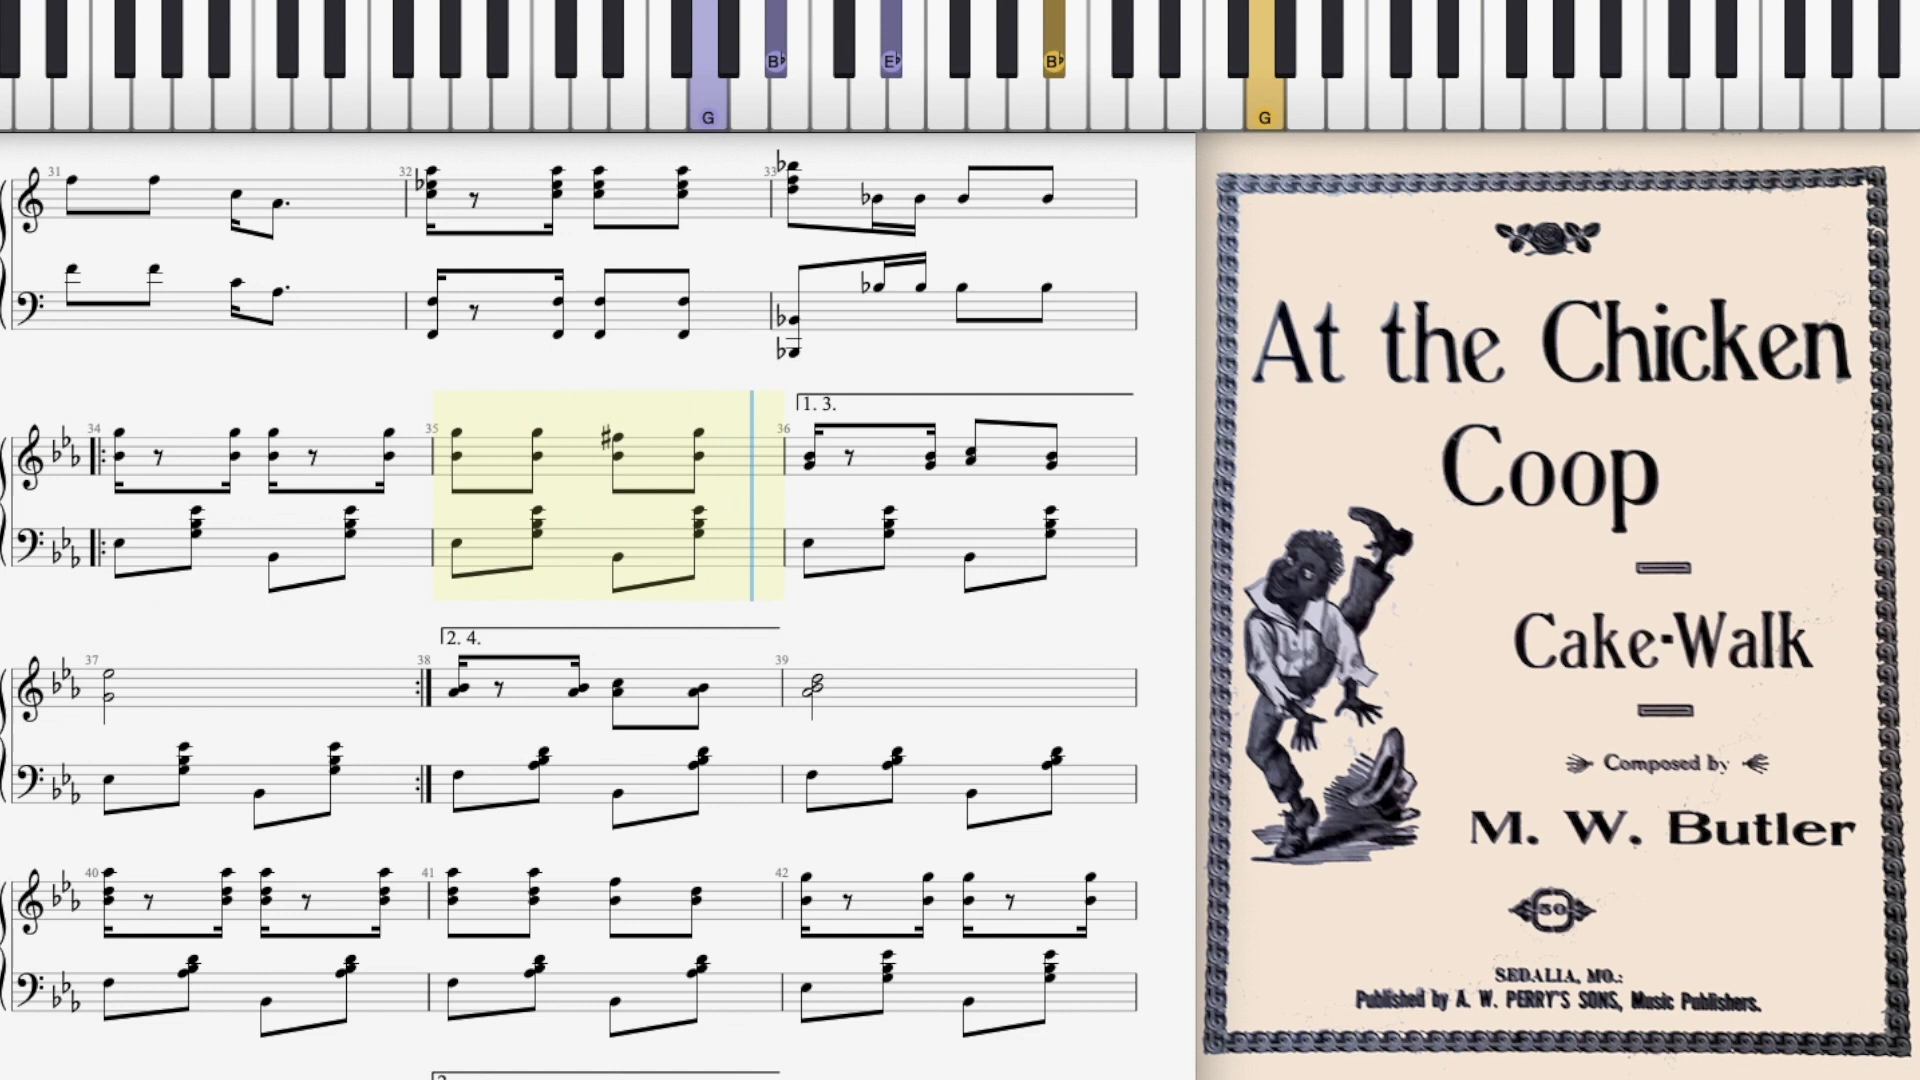 B♭
E♭
B♭
G
G
31
32
33
34
35
36
1. 3.
37
38
2. 4.
39
40
41
42
At the Chicken
Coop
Cake-Walk
Composed by
M. W. Butler
50
SEDALIA, MO.:
Published by A. W. PERRY'S SONS, Music Publishers.